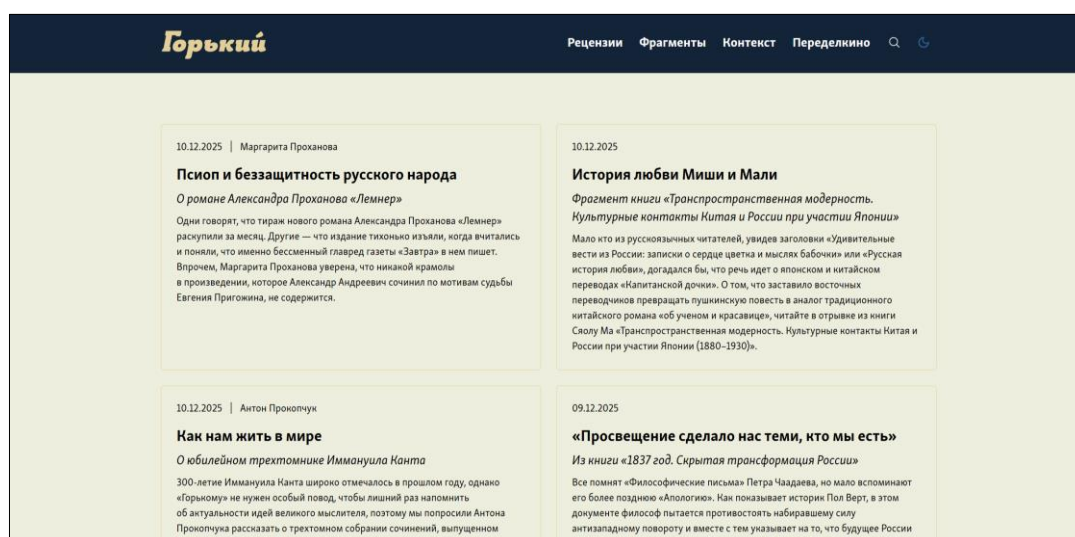 Горький
Рецензии Фрагменты Контекст Переделкино
10.12.2025 | Маргарита Проханова
Псиоп и беззащитность русского народа
О романе Александра Проханова «Лемнер»
Одни говорят, что тираж нового романа Александра Проханова «Лемнер»
раскупили за месяц. Другие — что издание тихонько изъяли, когда вчитались
и поняли, что именно бессменный главред газеты «Завтра» в нем пишет.
Впрочем, Маргарита Проханова уверена, что никакой крамолы
в произведении, которое Александр Андреевич сочинил по мотивам судьбы
Евгения Пригожина, не содержится.
10.12.2025
История любви Миши и Мали
Фрагмент книги «Транспространственная модерность.
Культурные контакты Китая и России при участии Японии»
Мало кто из русскоязычных читателей, увидев заголовки «Удивительные
вести из России: записки о сердце цветка и мыслях бабочки» или «Русская
история любви», догадался бы, что речь идет о японском и китайском
переводах «Капитанской дочки». О том, что заставило восточных
переводчиков превращать пушкинскую повесть в аналог традиционного
китайского романа «об ученом и красавице», читайте в отрывке из книги
Сяолу Ма «Транспространственная модерность. Культурные контакты Китая и
России при участии Японии (1880–1930)».
10.12.2025 | Антон Прокопчук
Как нам жить в мире
О юбилейном трехтомнике Иммануила Канта
300-летие Иммануила Канта широко отмечалось в прошлом году, однако
«Горькому» не нужен особый повод, чтобы лишний раз напомнить
об актуальности идей великого мыслителя, поэтому мы попросили Антона
Прокопчука рассказать о трехтомном собрании сочинений, выпущенном
09.12.2025
«Просвещение сделало нас теми, кто мы есть»
Из книги «1837 год. Скрытая трансформация России»
Все помнят «Философические письма» Петра Чаадаева, но мало вспоминают
его более позднюю «Апологию». Как показывает историк Пол Верт, в этом
документе философ пытается противостоять набиравшему силу
антизападному повороту и вместе с тем указывает на то, что будущее России